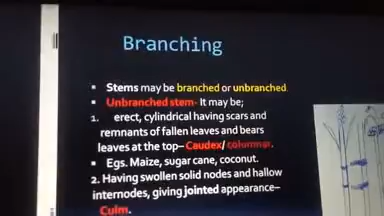 Branching
▪ Stems may be branched or unbranched.
▪ Unbranched stem- It may be;
1. erect, cylindrical having scars and
remnants of fallen leaves and bears
leaves at the top– Caudex/ columnar.
▪ Egs. Maize, sugar cane, coconut.
2. Having swollen solid nodes and hallow
internodes, giving jointed appearance–
Culm.